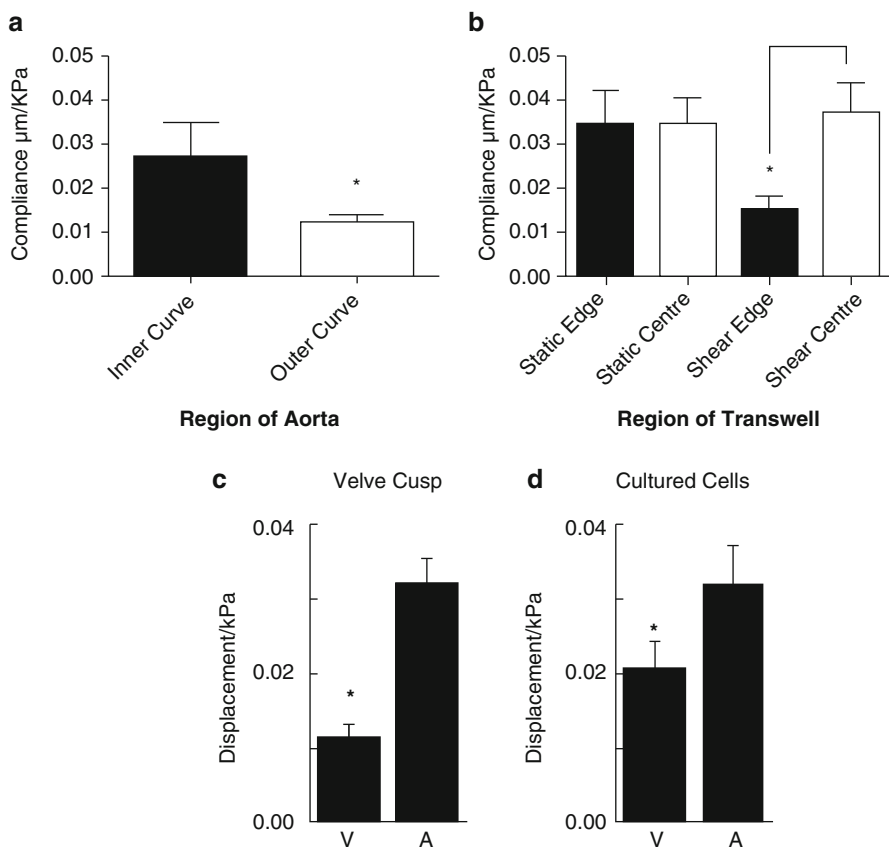 a
0.05
0.04
0.03
0.02
0.01
0.00
Compliance μm/KPa
*
Inner Curve
Outer Curve
Region of Aorta
b
0.05
0.04
0.03
0.02
0.01
0.00
Compliance μm/KPa
*
Static Edge
Static Centre
Shear Edge
Shear Centre
Region of Transwell
c
Velve Cusp
0.04
0.02
0.00
Displacement/kPa
*
V
A
d
Cultured Cells
0.04
0.02
0.00
Displacement/kPa
*
V
A